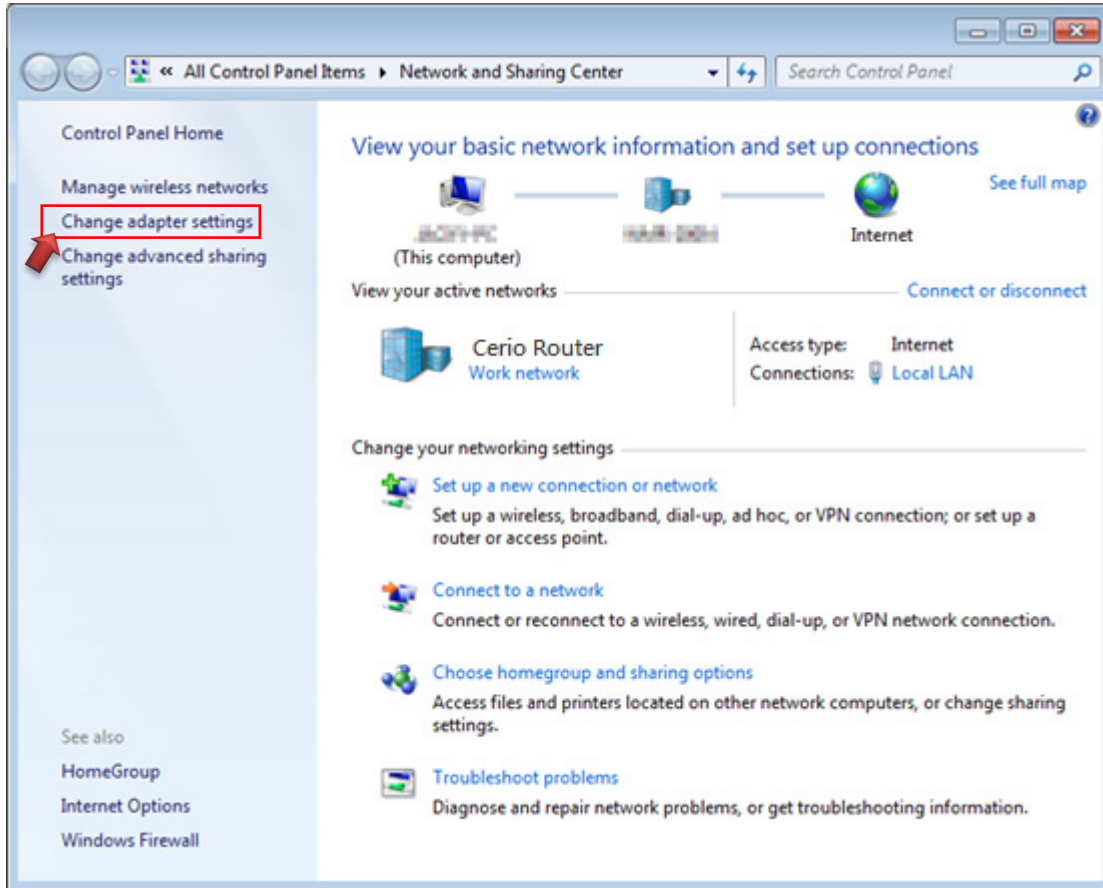 « All Control Panel Items ▸ Network and Sharing Center
Search Control Panel
Control Panel Home
Manage wireless networks
Change adapter settings
Change advanced sharing
settings
See also
HomeGroup
Internet Options
Windows Firewall
View your basic network information and set up connections
See full map
(This computer)
Internet
View your active networks
Connect or disconnect
Cerio Router
Work network
Access type: Internet
Connections: Local LAN
Change your networking settings
Set up a new connection or network
Set up a wireless, broadband, dial-up, ad hoc, or VPN connection; or set up a
router or access point.
Connect to a network
Connect or reconnect to a wireless, wired, dial-up, or VPN network connection.
Choose homegroup and sharing options
Access files and printers located on other network computers, or change sharing
settings.
Troubleshoot problems
Diagnose and repair network problems, or get troubleshooting information.